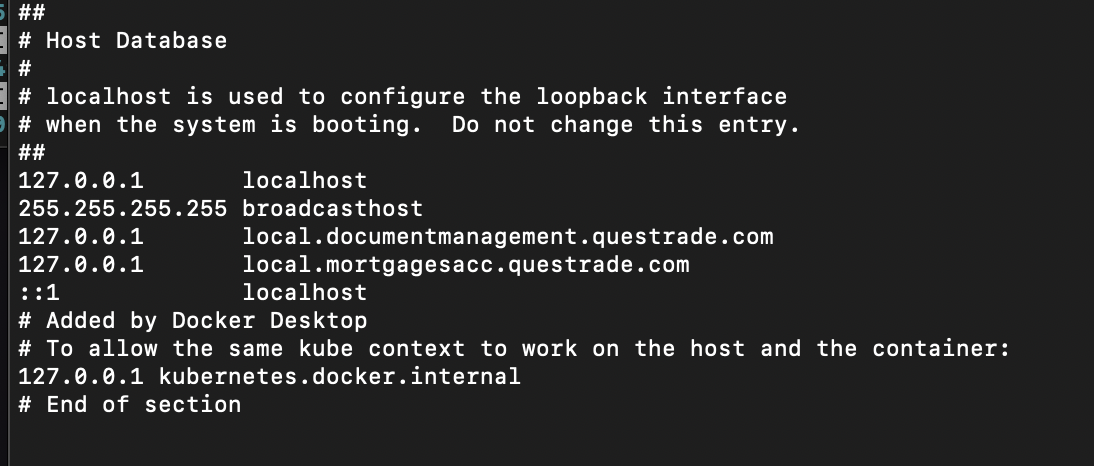 ##
# Host Database
#
# localhost is used to configure the loopback interface
# when the system is booting.  Do not change this entry.
##
127.0.0.1       localhost
255.255.255.255 broadcasthost
127.0.0.1       local.documentmanagement.questrade.com
127.0.0.1       local.mortgagesacc.questrade.com
::1             localhost
# Added by Docker Desktop
# To allow the same kube context to work on the host and the container:
127.0.0.1 kubernetes.docker.internal
# End of section